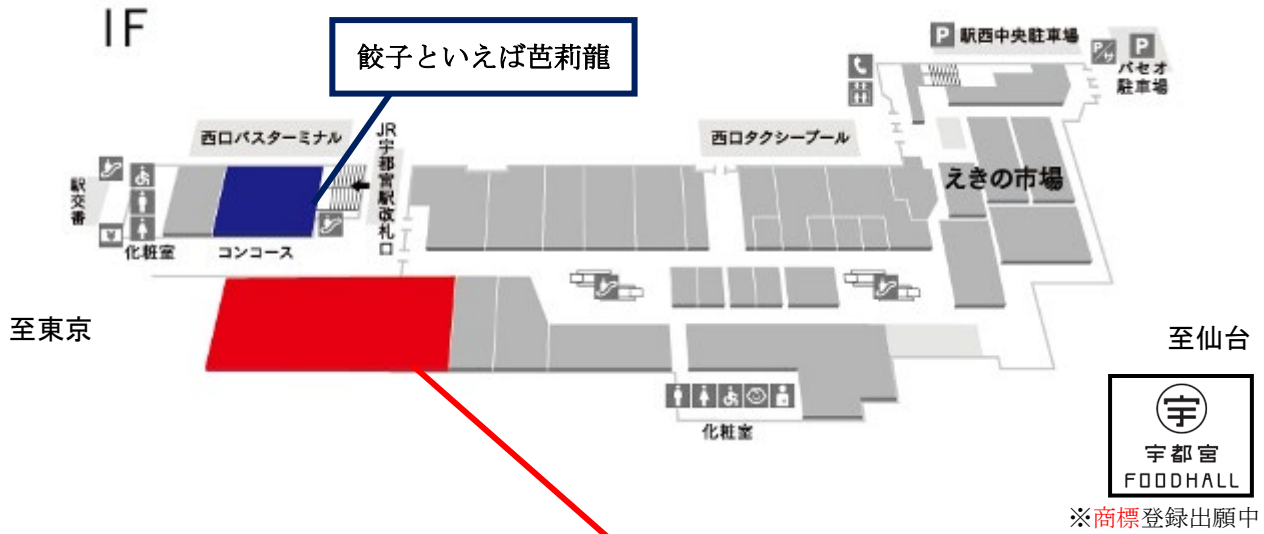 1F
餃子といえば芭莉龍
P 駅西中央駐車場
P/サ
P
パセオ
駐車場
西口バスターミナル
JR宇都宮駅改札口
西口タクシープール
えきの市場
駅交番
¥
化粧室
コンコース
至東京
至仙台
化粧室
宇
宇都宮
FOODHALL
※商標登録出願中